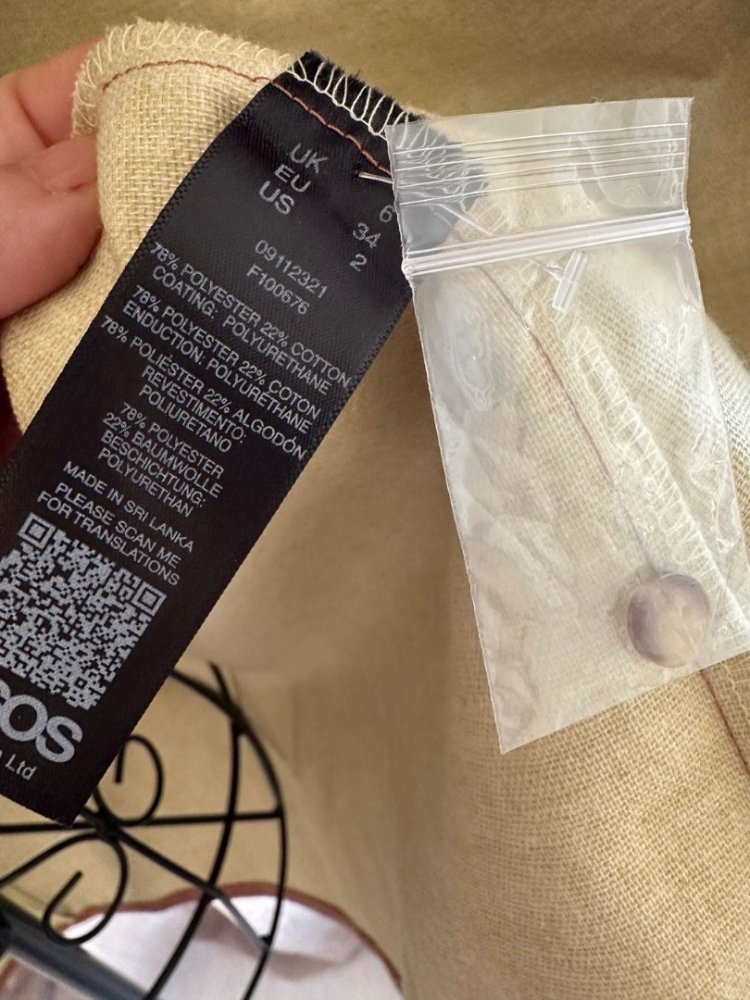 UK 6
EU 34
US 2
09112321
F100676
78% POLYESTER 22% COTTON
COATING: POLYURETHANE
78% POLYESTER 22% COTON
ENDUCTION: POLYURETHANE
78% POLIÉSTER 22% ALGODÓN
REVESTIMENTO:
POLIURETANO
78% POLYESTER
22% BAUMWOLLE
BESCHICHTUNG:
POLYURETHAN
MADE IN SRI LANKA
PLEASE SCAN ME
FOR TRANSLATIONS
OS
Ltd